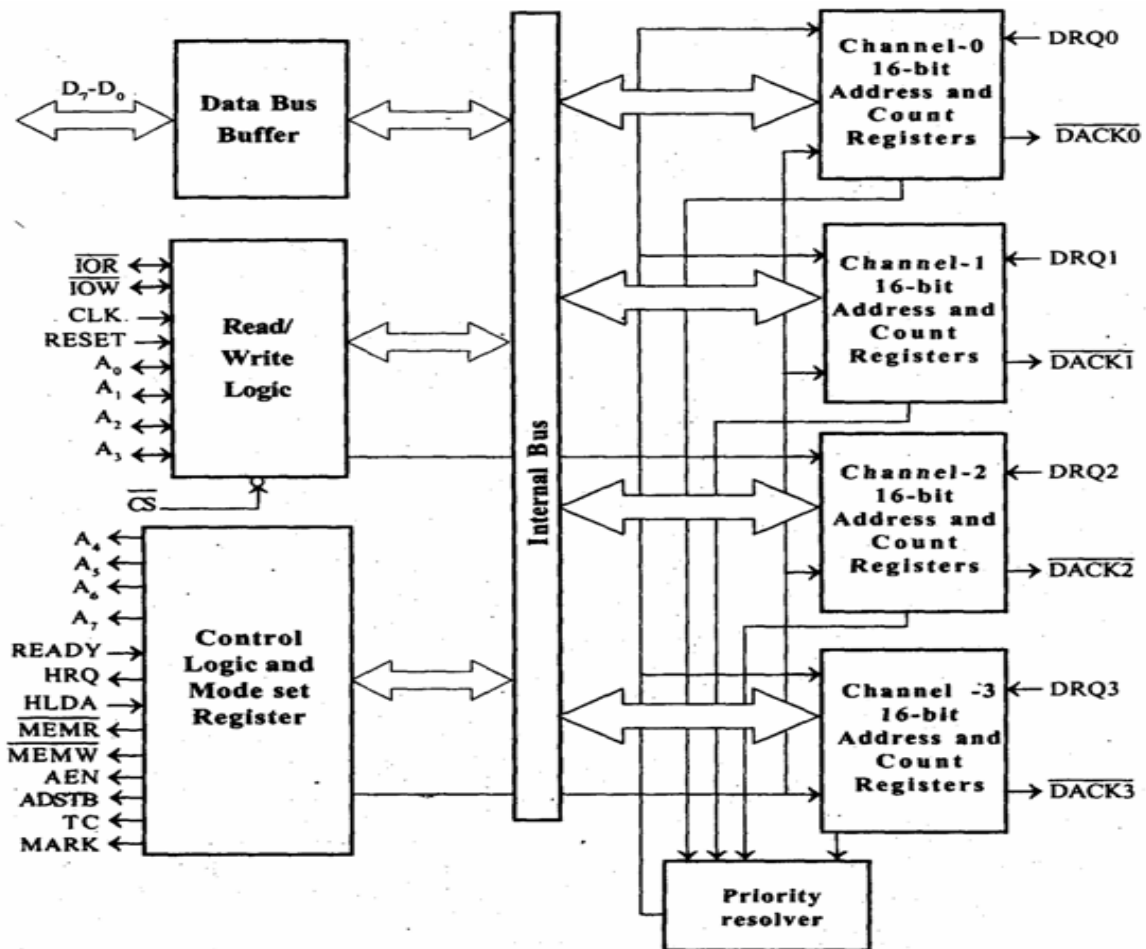 D₇-D₀
Data Bus
Buffer
IOR
IOW
CLK
RESET
A₀
A₁
A₂
A₃
CS
Read/
Write
Logic
A₄
A₅
A₆
A₇
READY
HRQ
HLDA
MEMR
MEMW
AEN
ADSTB
TC
MARK
Control
Logic and
Mode set
Register
Internal Bus
Channel-0
16-bit
Address and
Count
Registers
DRQ0
DACK0
Channel-1
16-bit
Address and
Count
Registers
DRQ1
DACK1
Channel-2
16-bit
Address and
Count
Registers
DRQ2
DACK2
Channel -3
16-bit
Address and
Count
Registers
DRQ3
DACK3
Priority
resolver